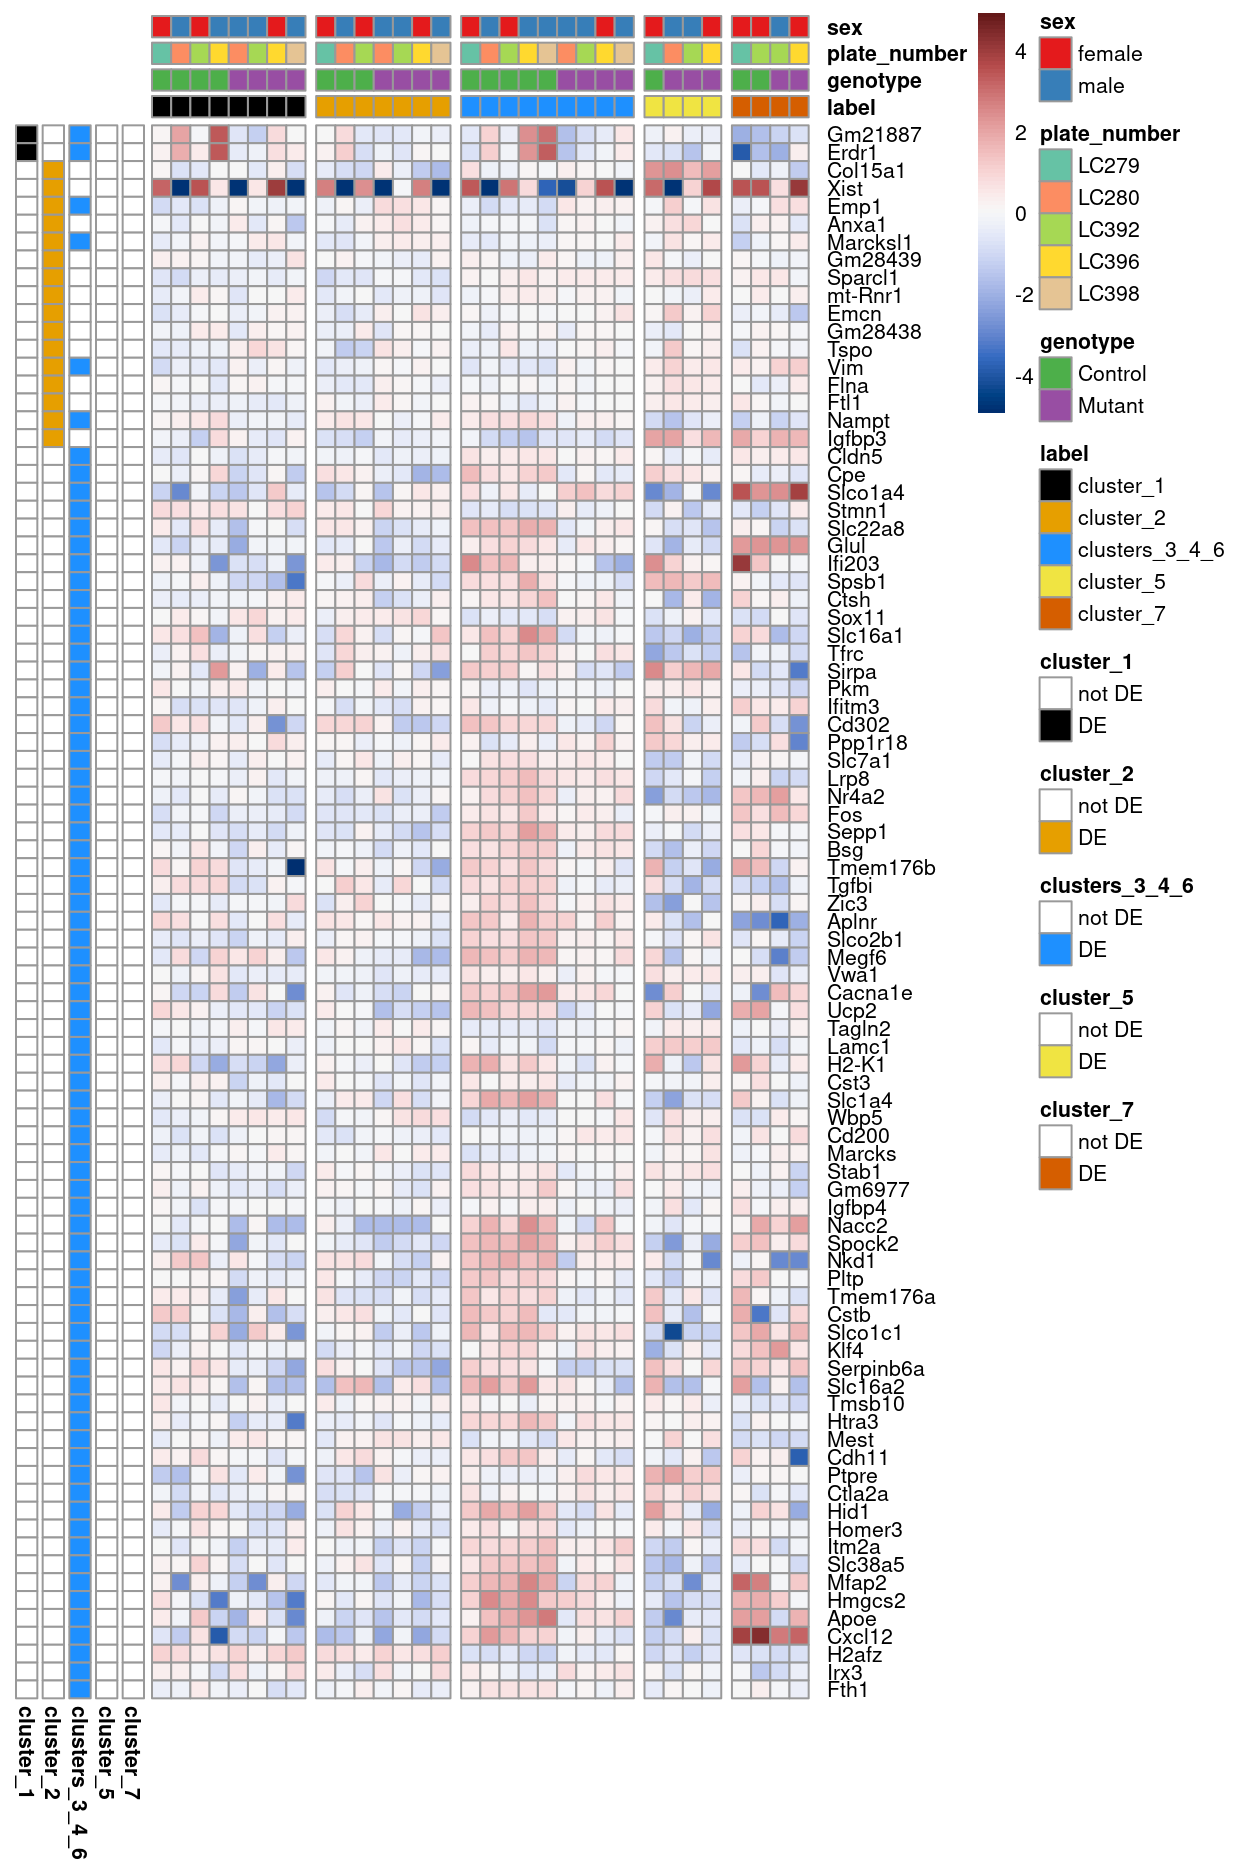 sex
plate_number
genotype
label
Gm21887
Erdr1
Col15a1
Xist
Emp1
Anxa1
Marcksl1
Gm28439
Sparcl1
mt-Rnr1
Emcn
Gm28438
Tspo
Vim
Flna
Ftl1
Nampt
Igfbp3
Cldn5
Cpe
Slco1a4
Stmn1
Slc22a8
Glul
Ifi203
Spsb1
Ctsh
Sox11
Slc16a1
Tfrc
Sirpa
Pkm
Ifitm3
Cd302
Ppp1r18
Slc7a1
Lrp8
Nr4a2
Fos
Sepp1
Bsg
Tmem176b
Tgfbi
Zic3
Aplnr
Slco2b1
Megf6
Vwa1
Cacna1e
Ucp2
Tagln2
Lamc1
H2-K1
Cst3
Slc1a4
Wbp5
Cd200
Marcks
Stab1
Gm6977
Igfbp4
Nacc2
Spock2
Nkd1
Pltp
Tmem176a
Cstb
Slco1c1
Klf4
Serpinb6a
Slc16a2
Tmsb10
Htra3
Mest
Cdh11
Ptpre
Ctla2a
Hid1
Homer3
Itm2a
Slc38a5
Mfap2
Hmgcs2
Apoe
Cxcl12
H2afz
Irx3
Fth1
cluster_1
cluster_2
clusters_3_4_6
cluster_5
cluster_7
4
2
0
-2
-4
sex
female
male
plate_number
LC279
LC280
LC392
LC396
LC398
genotype
Control
Mutant
label
cluster_1
cluster_2
clusters_3_4_6
cluster_5
cluster_7
cluster_1
not DE
DE
cluster_2
not DE
DE
clusters_3_4_6
not DE
DE
cluster_5
not DE
DE
cluster_7
not DE
DE